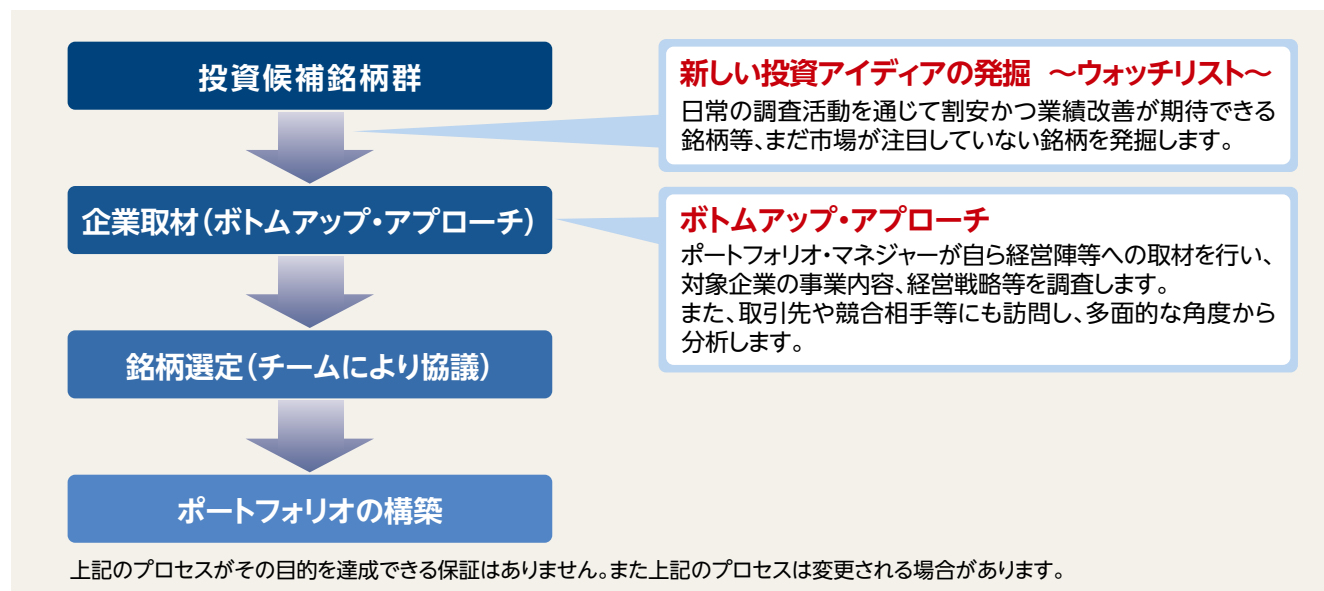 投資候補銘柄群
新しい投資アイディアの発掘 ～ウォッチリスト～
日常の調査活動を通じて割安かつ業績改善が期待できる
銘柄等、まだ市場が注目していない銘柄を発掘します。
企業取材(ボトムアップ・アプローチ)
ボトムアップ・アプローチ
ポートフォリオ・マネジャーが自ら経営陣等への取材を行い、
対象企業の事業内容、経営戦略等を調査します。
また、取引先や競合相手等にも訪問し、多面的な角度から
分析します。
銘柄選定(チームにより協議)
ポートフォリオの構築
上記のプロセスがその目的を達成できる保証はありません。また上記のプロセスは変更される場合があります。